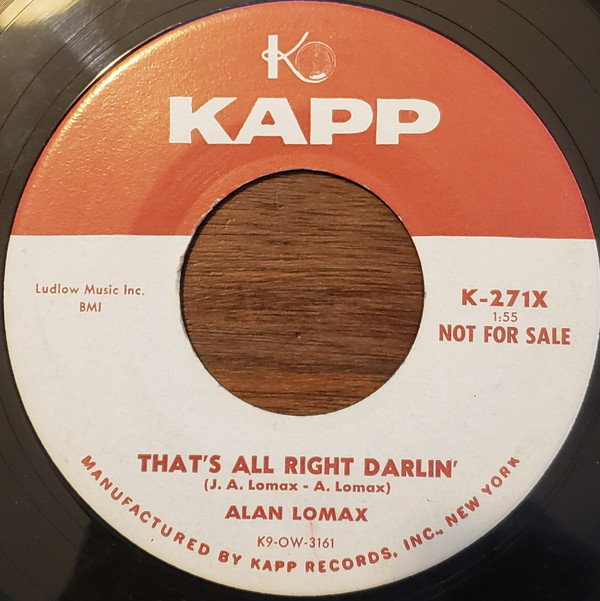 K
KAPP
Ludlow Music Inc.
BMI
K-271X
1:55
NOT FOR SALE
THAT'S ALL RIGHT DARLIN'
(J. A. Lomax - A. Lomax)
ALAN LOMAX
K9-OW-3161
MANUFACTURED BY KAPP RECORDS, INC., NEW YORK